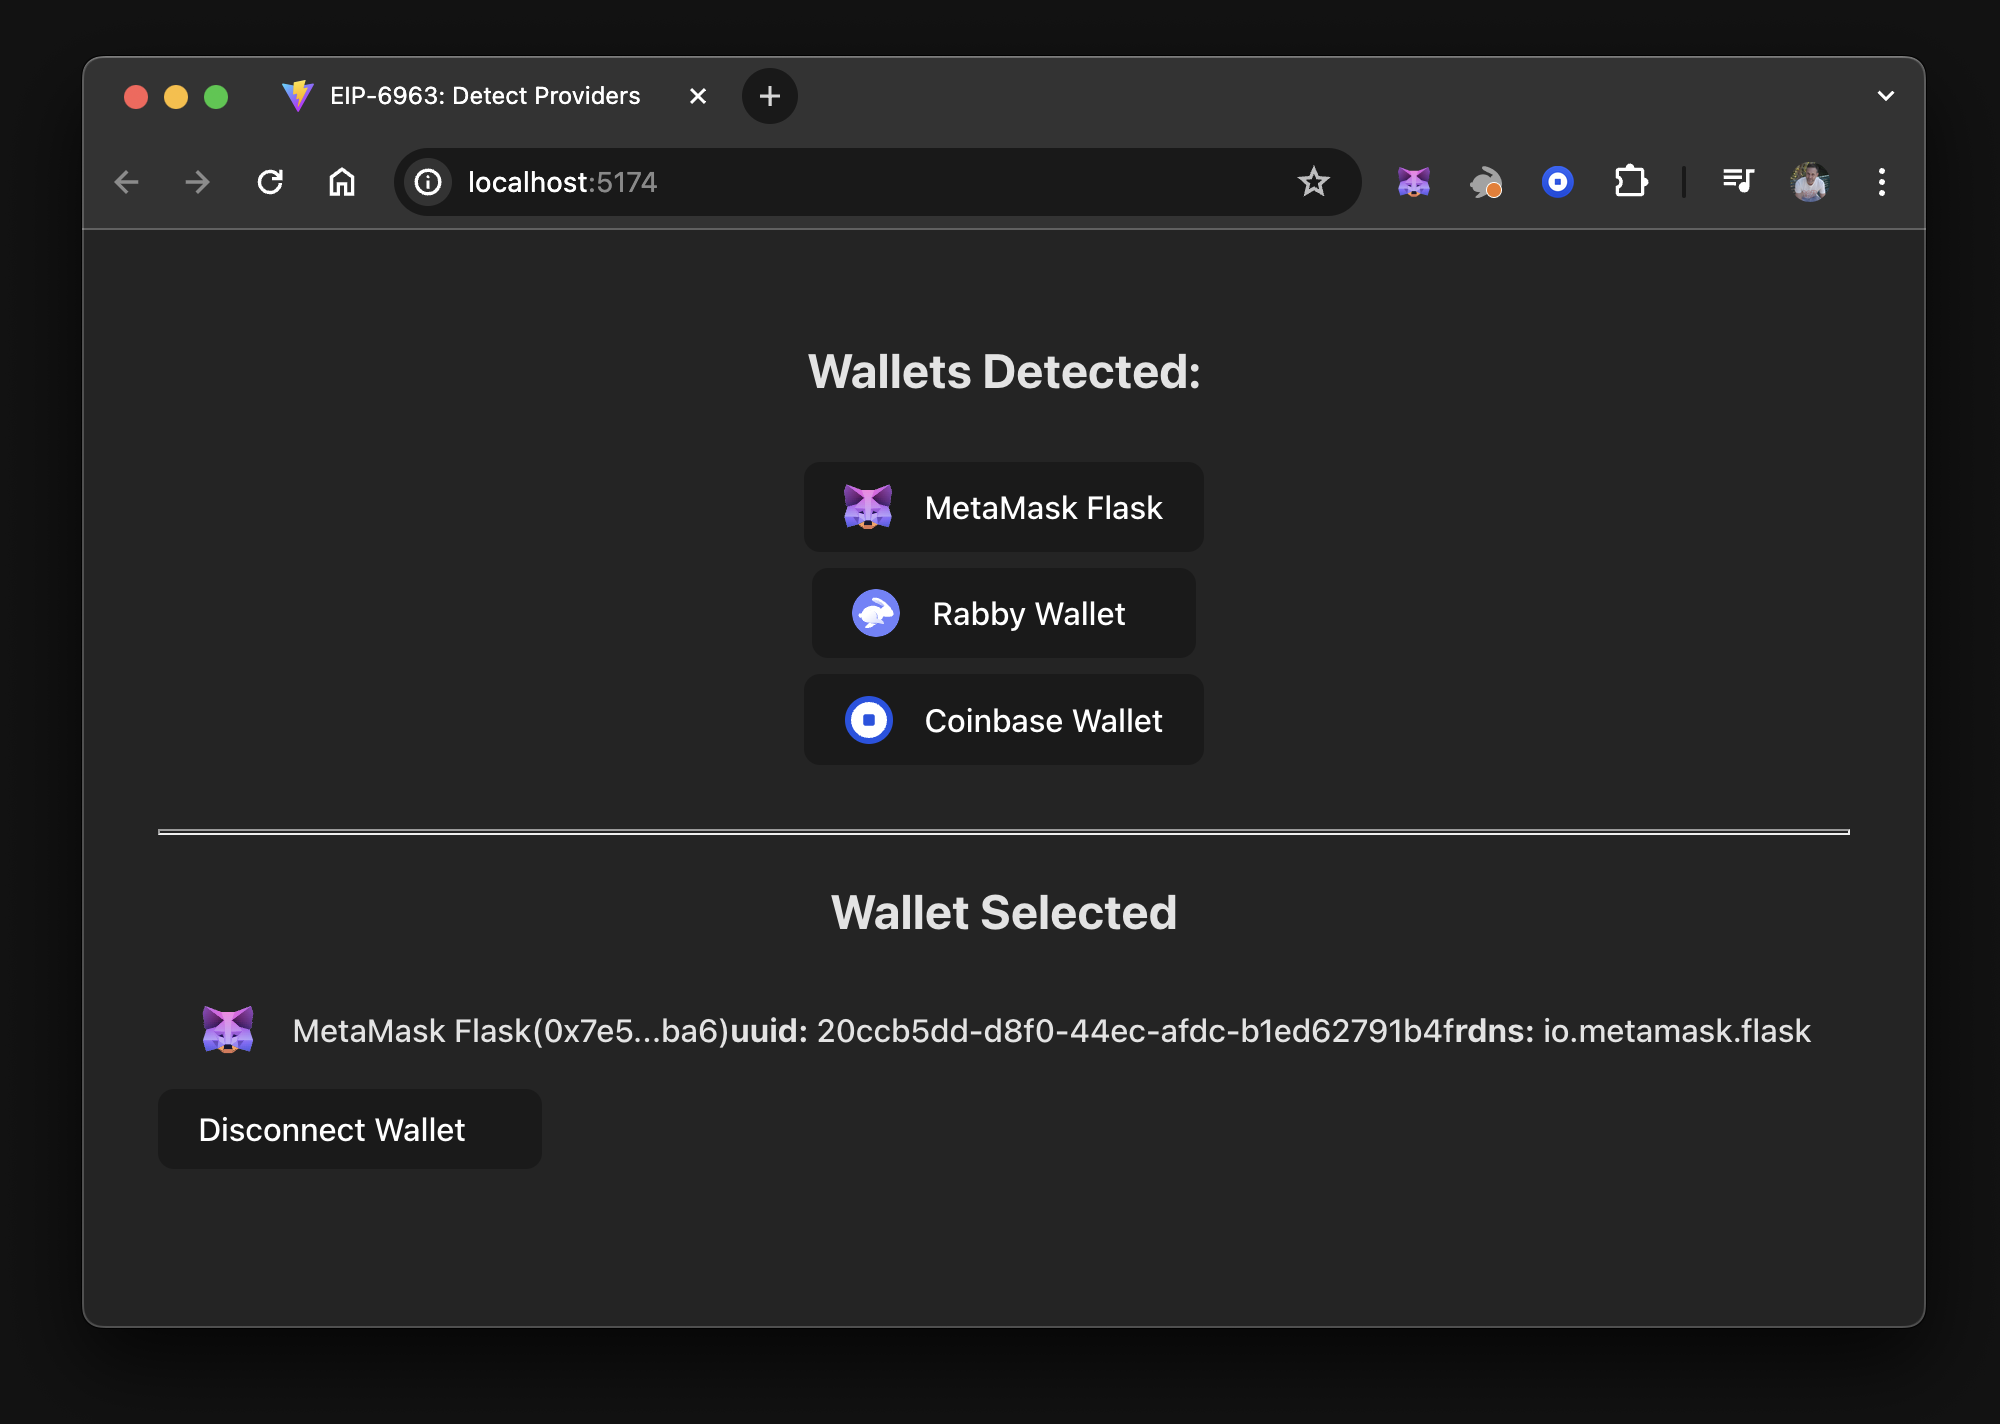 EIP-6963: Detect Providers
localhost:5174
Wallets Detected:
MetaMask Flask
Rabby Wallet
Coinbase Wallet
Wallet Selected
MetaMask Flask(0x7e5...ba6)uuid: 20ccb5dd-d8f0-44ec-afdc-b1ed62791b4frdns: io.metamask.flask
Disconnect Wallet